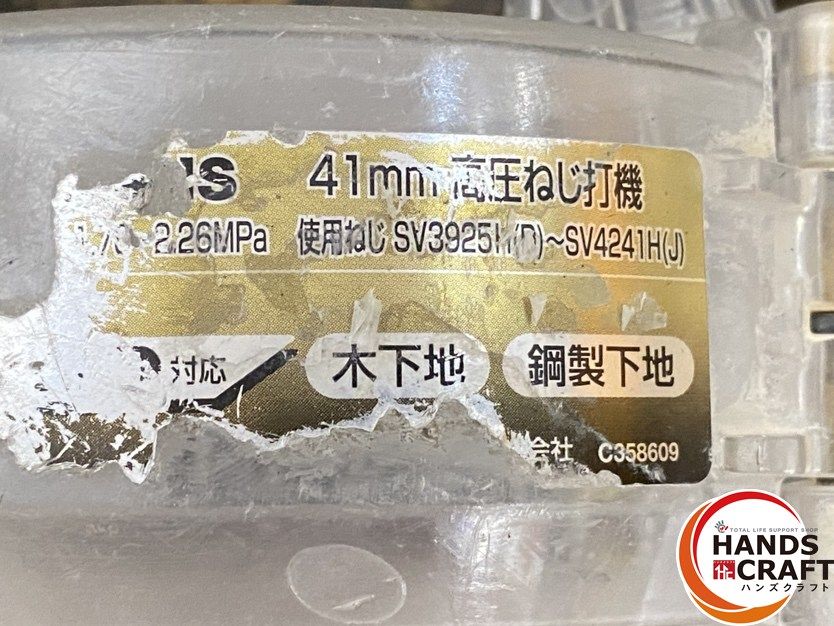 41mm 高圧ねじ打機
2.26MPa 使用ねじ SV3925H(D)〜SV4241H(J)
対応 木下地 鋼製下地
会社 C358609
TOTAL LIFE SUPPORT SHOP
HANDS
CRAFT
ハンズクラフト